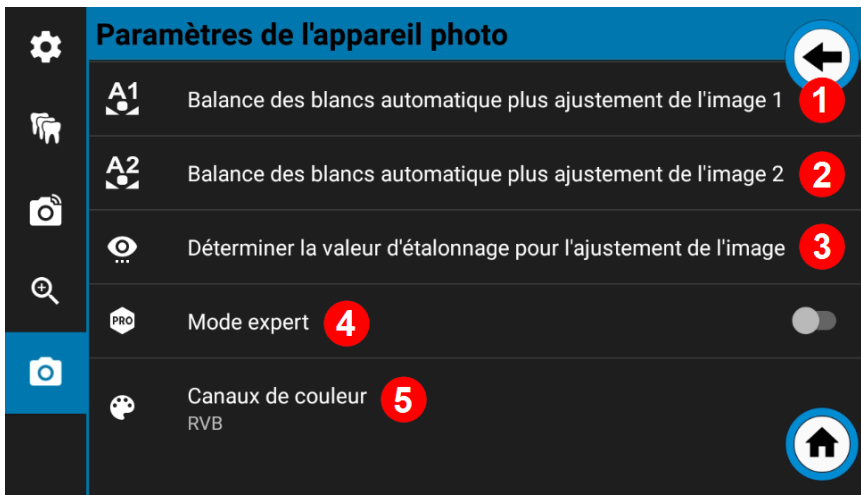 Paramètres de l'appareil photo
A1 Balance des blancs automatique plus ajustement de l'image 1 1
A2 Balance des blancs automatique plus ajustement de l'image 2 2
Déterminer la valeur d'étalonnage pour l'ajustement de l'image 3
PRO Mode expert 4
Canaux de couleur 5
RVB